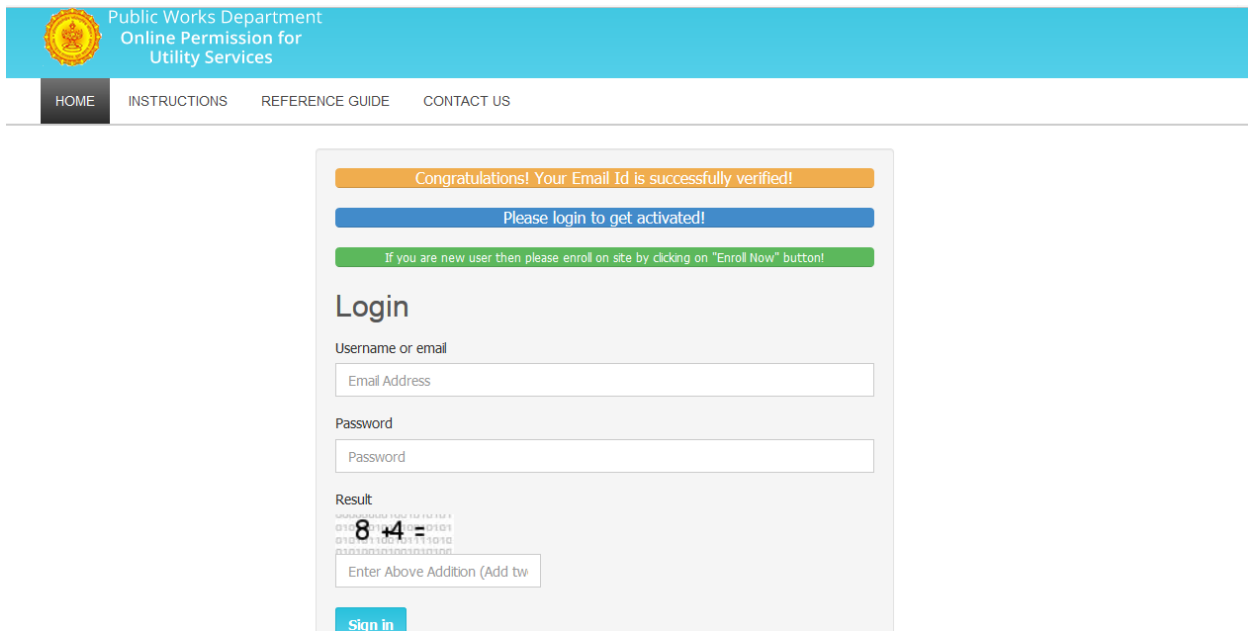 Public Works Department
Online Permission for
Utility Services
HOME INSTRUCTIONS REFERENCE GUIDE CONTACT US
Congratulations! Your Email Id is successfully verified!
Please login to get activated!
If you are new user then please enroll on site by clicking on "Enroll Now" button!
Login
Username or email
Email Address
Password
Password
Result
8 +4 =
Enter Above Addition (Add tw
Sign in